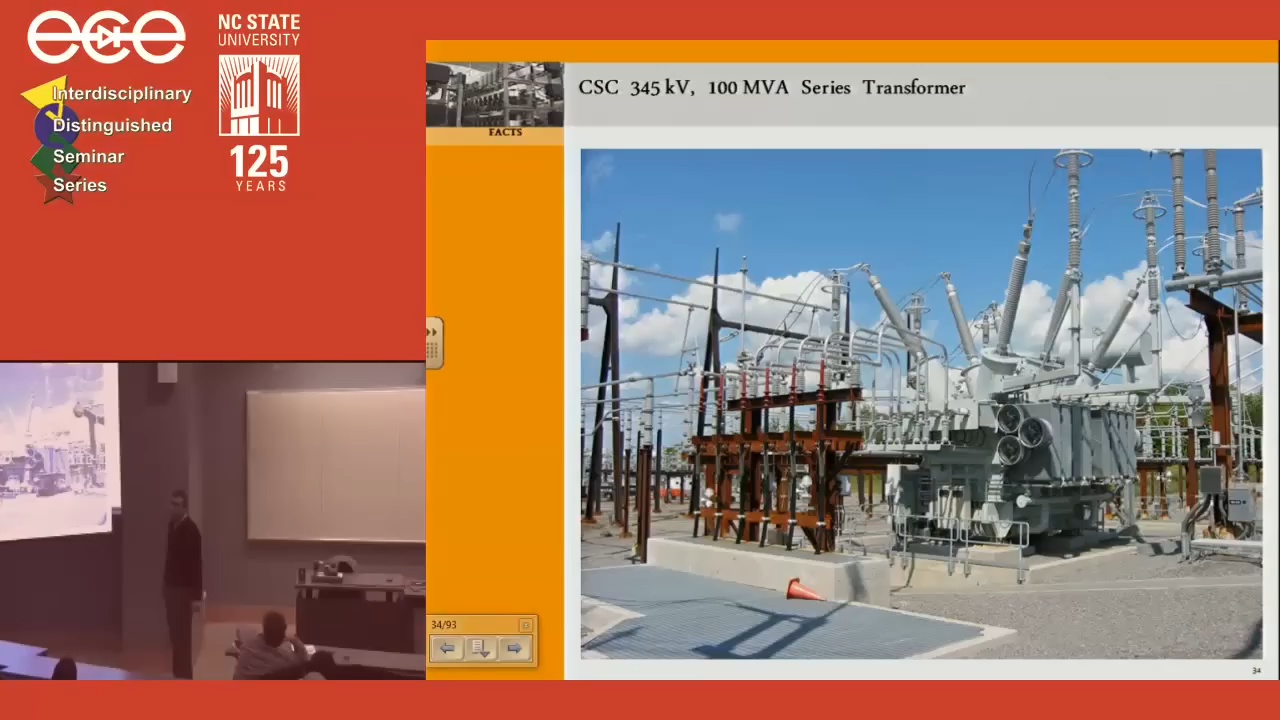 ece
NC STATE
UNIVERSITY
Interdisciplinary
Distinguished
Seminar
Series
125
YEARS
CSC 345 kV, 100 MVA Series Transformer
FACTS
34/93
34